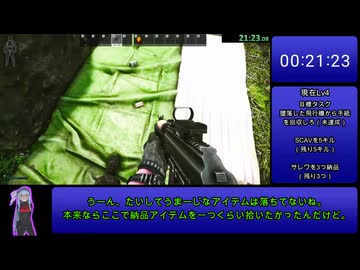 21:23.08
00:21:23
現在Lv4
目標タスク
墜落した飛行機から手紙
を回収しろ（未達成）
SCAVを5キル
（残り5キル）
サレワを3つ納品
（残り3つ）
うーん、たいしてうまーじなアイテムは落ちてないね。
本来ならここで納品アイテムを一つくらい拾いたかったんだけど。